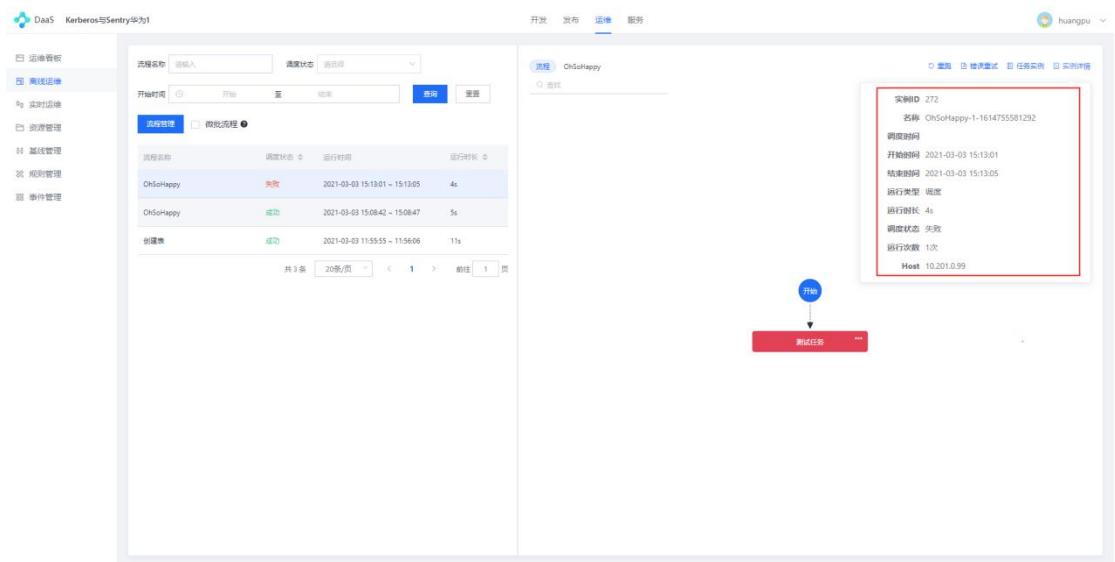 DaaS Kerberos与Sentry华为1 开发 发布 运维 服务 huangpu
运维看板
离线运维
实时运维
资源管理
基线管理
规则管理
事件管理
流程名称 请输入 调度状态 请选择
开始时间 开始 至 结束 查询 重置
流程管理 微批流程
流程名称 调度状态 运行时间 运行时长
OhSoHappy 失败 2021-03-03 15:13:01 ~ 15:13:05 4s
OhSoHappy 成功 2021-03-03 15:08:42 ~ 15:08:47 5s
创建表 成功 2021-03-03 11:55:55 ~ 11:56:06 11s
共 3 条 20条/页 < 1 > 前往 1 页
流程 OhSoHappy 重跑 错误重试 任务实例 实例详情
查找
实例ID 272
名称 OhSoHappy-1-1614755581292
调度时间
开始时间 2021-03-03 15:13:01
结束时间 2021-03-03 15:13:05
运行类型 调度
运行时长 4s
调度状态 失败
运行次数 1次
Host 10.201.0.99
开始
测试任务 ...